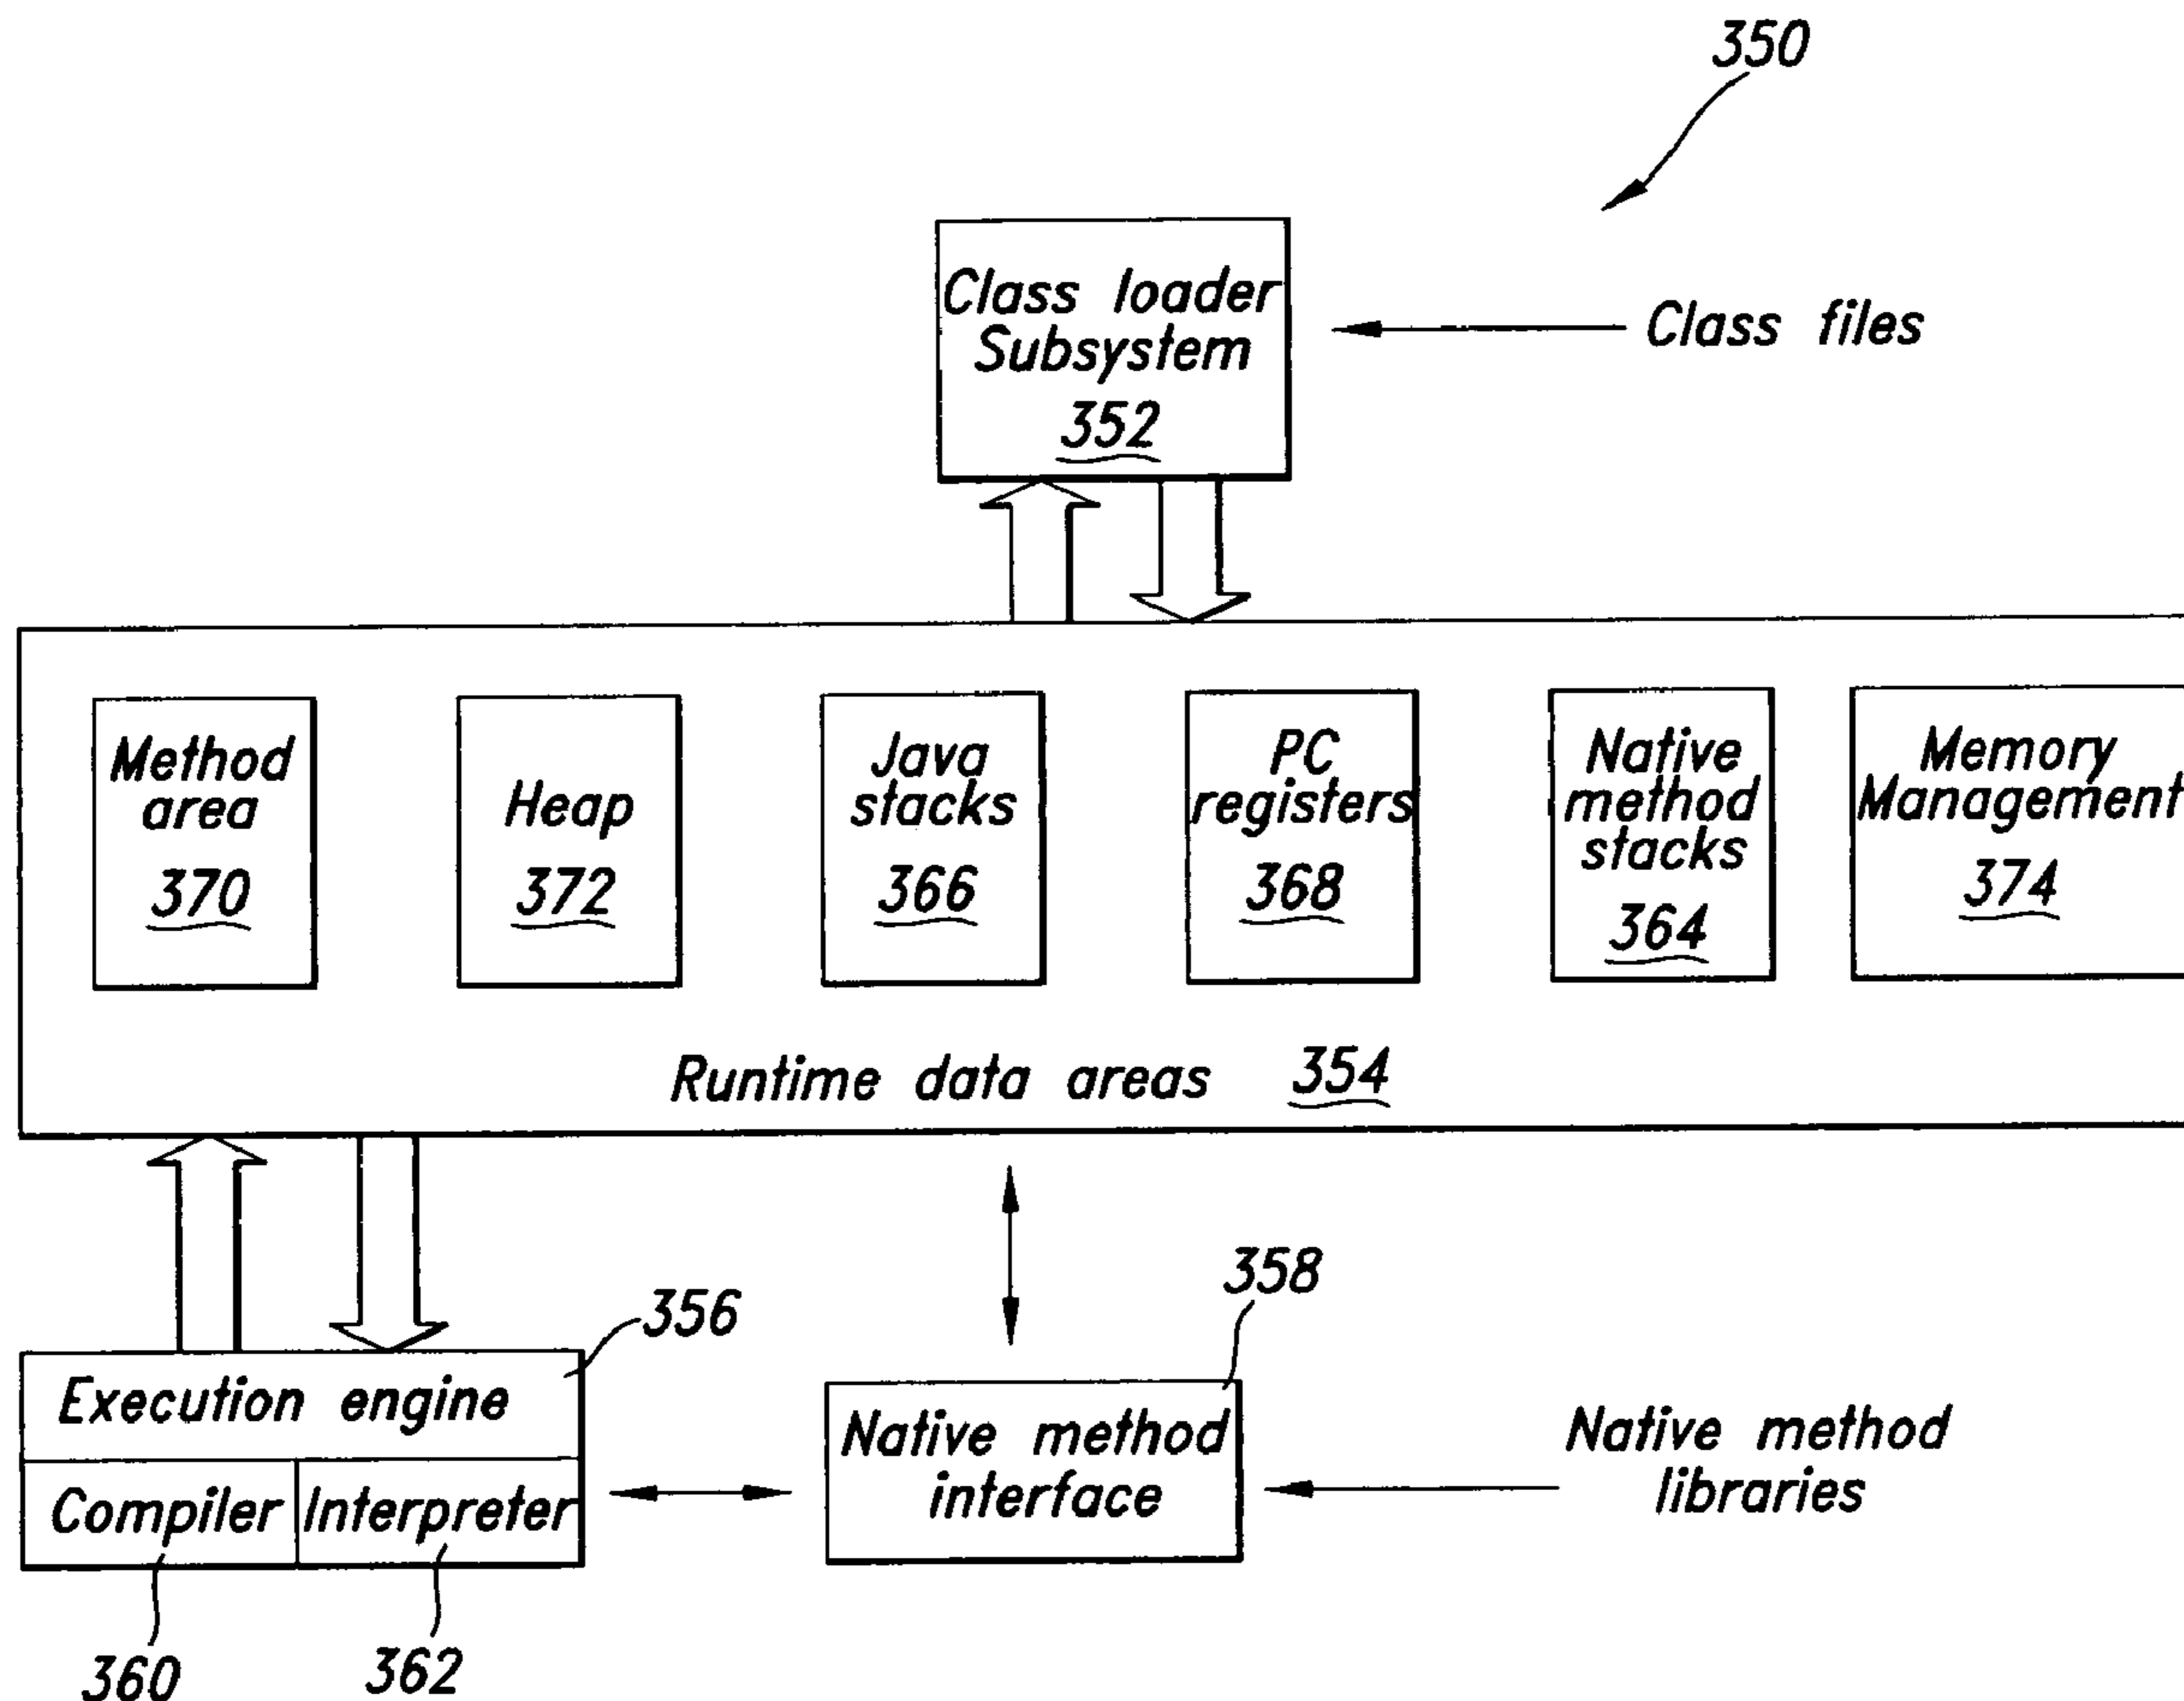 350
Class loader
Subsystem
352
Class files
Method
area
370
Heap
372
Java
stacks
366
PC
registers
368
Native
method
stacks
364
Memory
Management
374
Runtime data areas 354
356
358
Execution engine
Compiler
Interpreter
Native method
interface
Native method
libraries
360
362